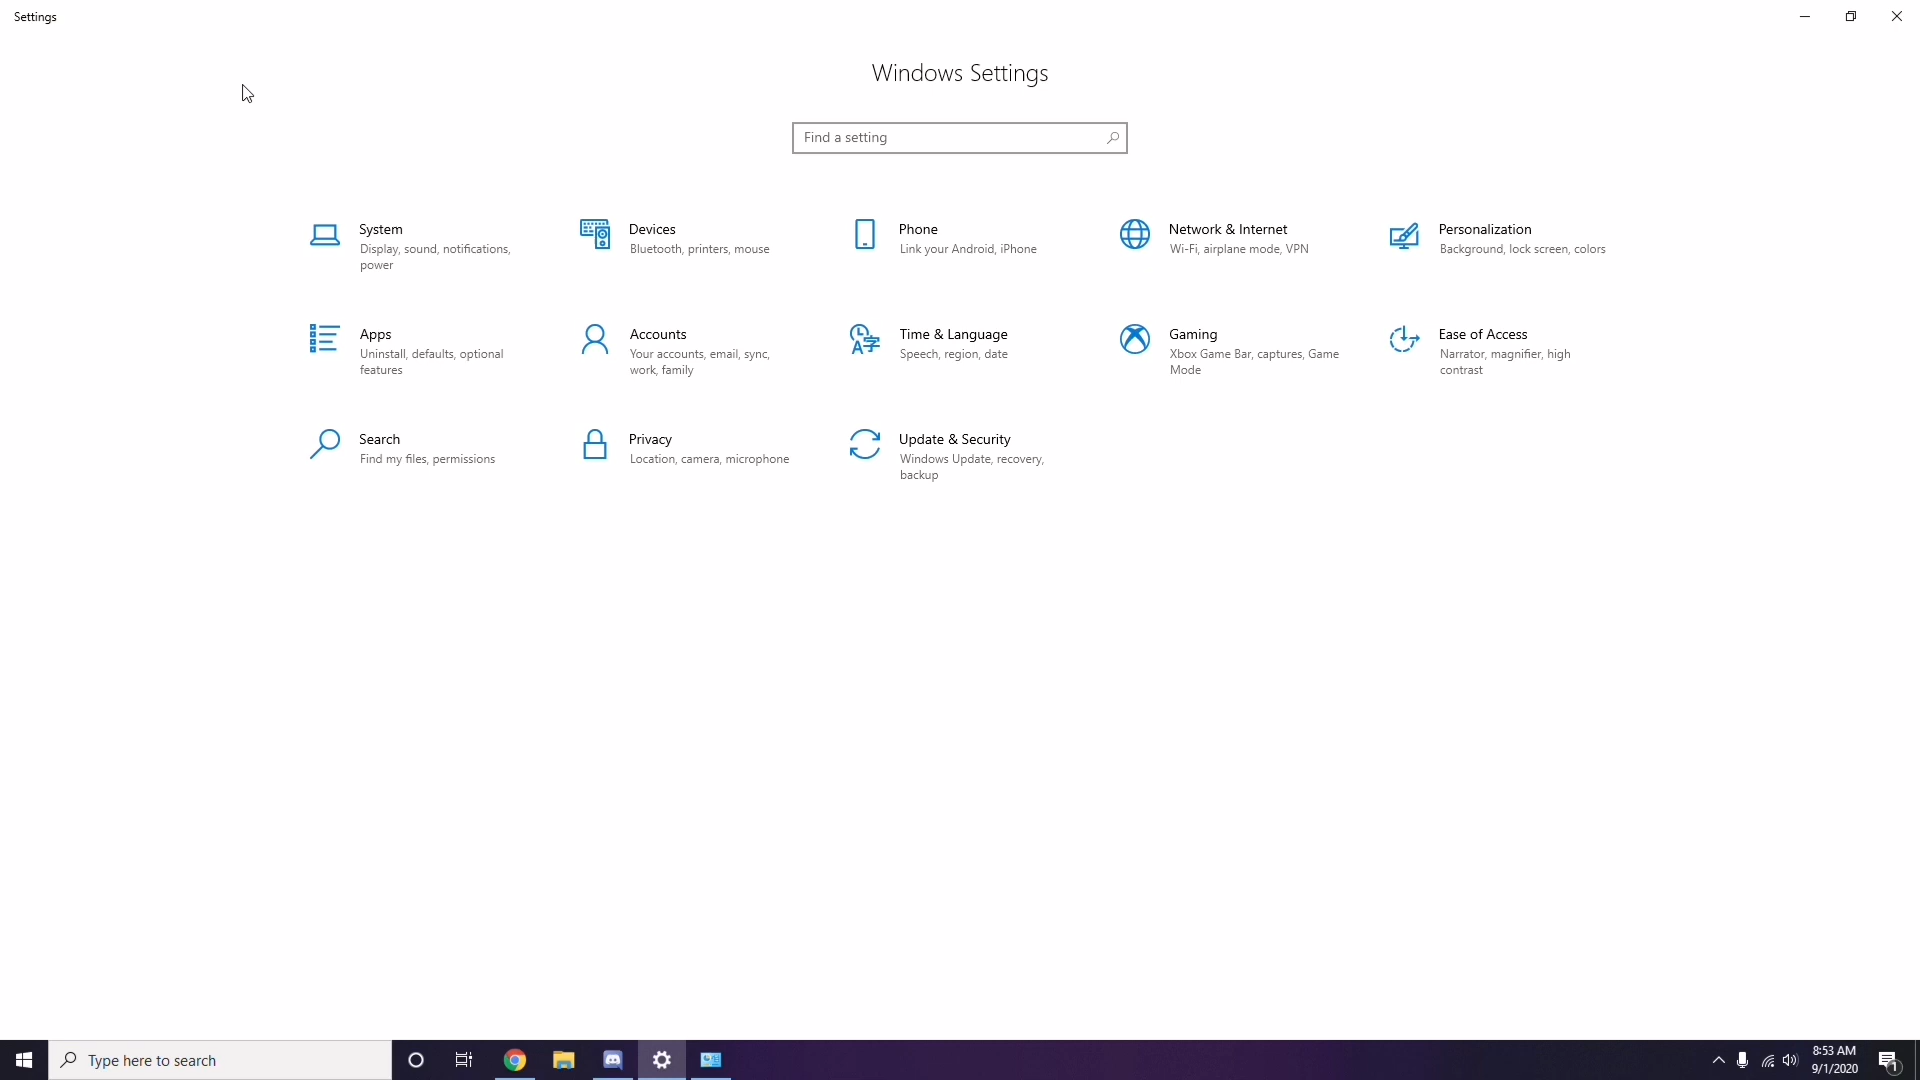 Settings
Windows Settings
Find a setting
System
Display, sound, notifications,
power
Devices
Bluetooth, printers, mouse
Phone
Link your Android, iPhone
Network & Internet
Wi-Fi, airplane mode, VPN
Personalization
Background, lock screen, colors
Apps
Uninstall, defaults, optional
features
Accounts
Your accounts, email, sync,
work, family
Time & Language
Speech, region, date
Gaming
Xbox Game Bar, captures, Game
Mode
Ease of Access
Narrator, magnifier, high
contrast
Search
Find my files, permissions
Privacy
Location, camera, microphone
Update & Security
Windows Update, recovery,
backup
Type here to search
8:53 AM
9/1/2020
1